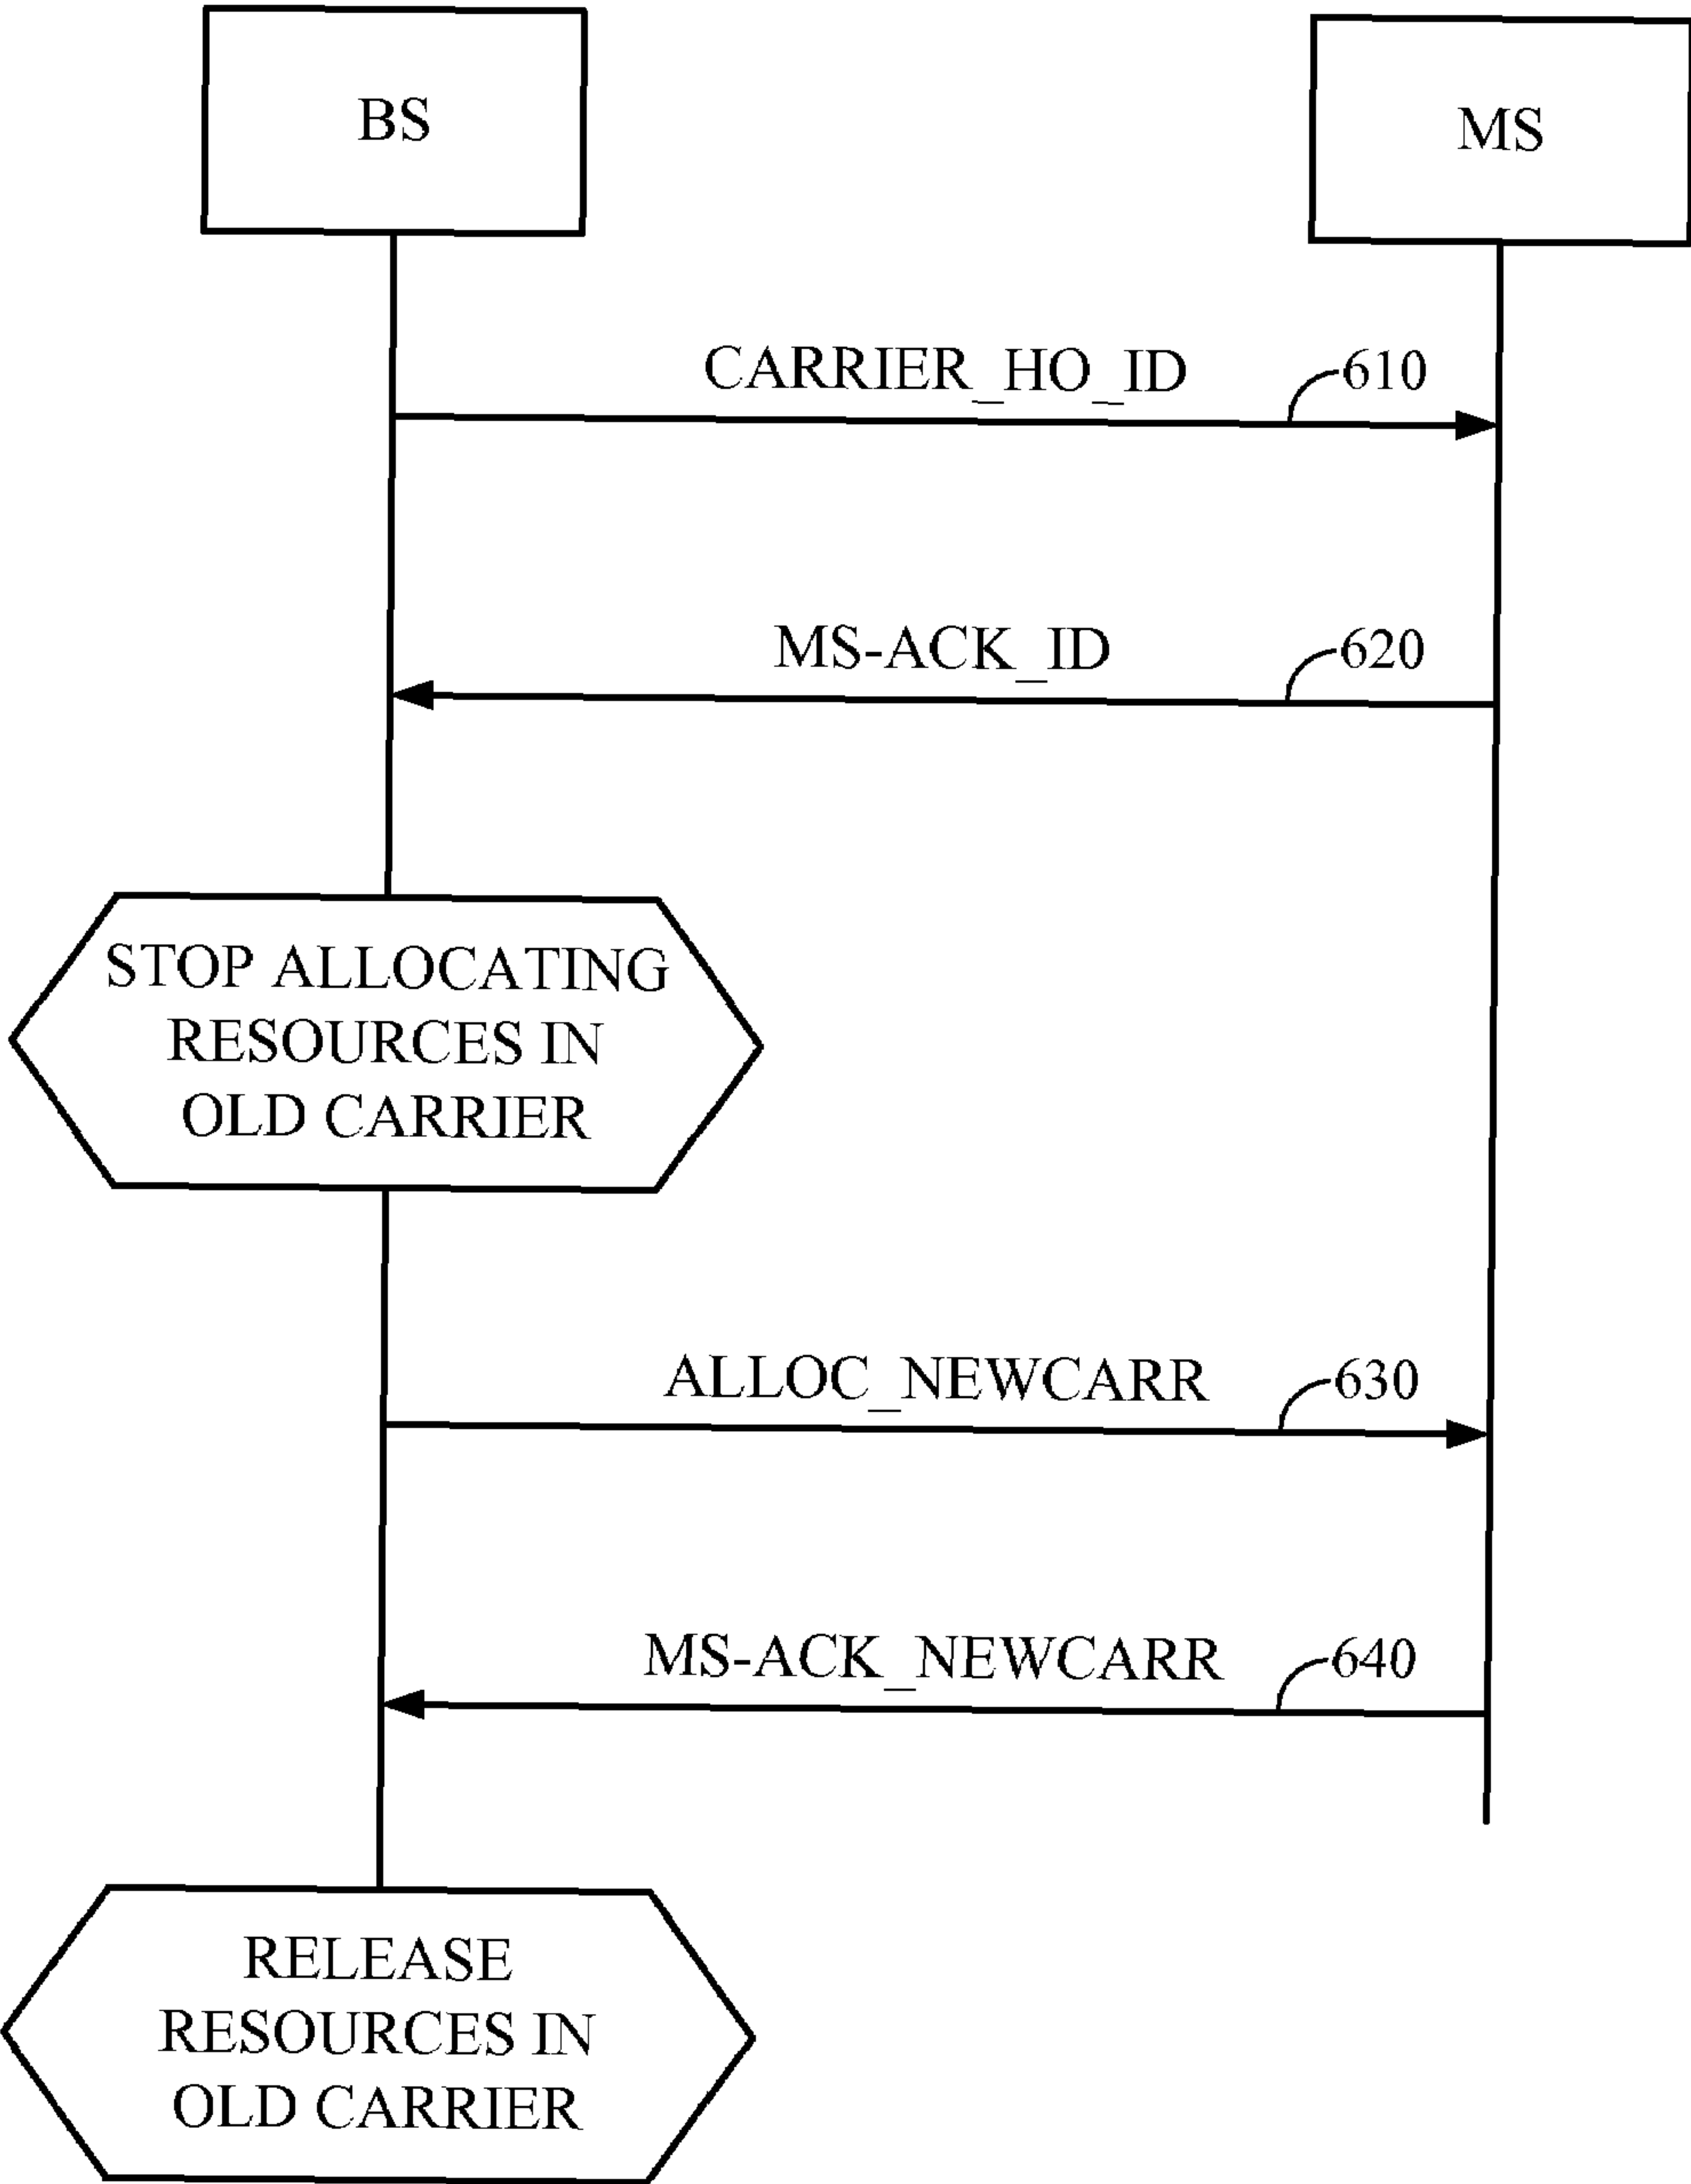 BS
MS
CARRIER_HO_ID
610
MS-ACK_ID
620
STOP ALLOCATING
RESOURCES IN
OLD CARRIER
ALLOC_NEWCARR
630
MS-ACK_NEWCARR
640
RELEASE
RESOURCES IN
OLD CARRIER